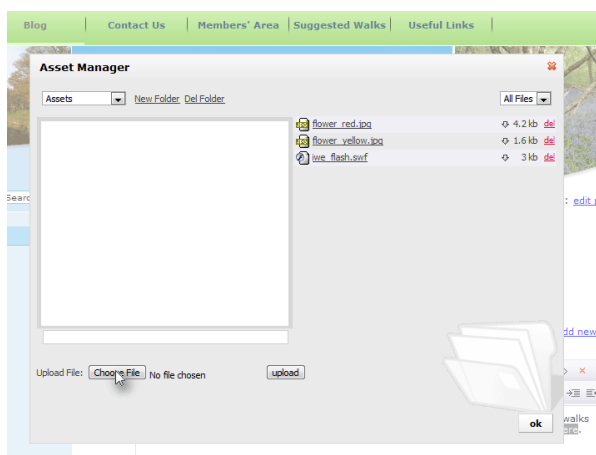 Blog Contact Us Members' Area Suggested Walks Useful Links
Asset Manager
Assets New Folder Del Folder All Files
flower_red.jpg 4.2 kb del
flower_yellow.jpg 1.6 kb del
iwe_flash.swf 3 kb del
Sear
: edit
dd new
Upload File: Choose File No file chosen upload
ok
walks